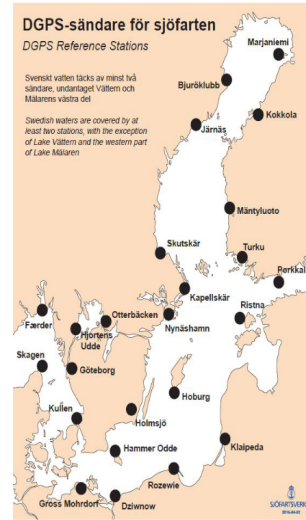 DGPS-sändare för sjöfarten
DGPS Reference Stations
Svenskt vatten täcks av minst två
sändare, undantaget Vättern och
Mälarens västra del
Swedish waters are covered by at
least two stations, with the exception
of Lake Vättern and the western part
of Lake Mälaren
Marjaniemi
Bjuröklubb
Kokkola
Järnäs
Mäntyluoto
Skutskär
Turku
Porkkal
Kapellskär
Ristna
Otterbäcken
Nynäshamn
Færder
Hjortens
Udde
Skagen
Göteborg
Hoburg
Kullen
Holmsjö
Klaipeda
Hammer Odde
Rozewie
Gross Mohrdorf
Dziwnow
SJÖFARTSVERKET